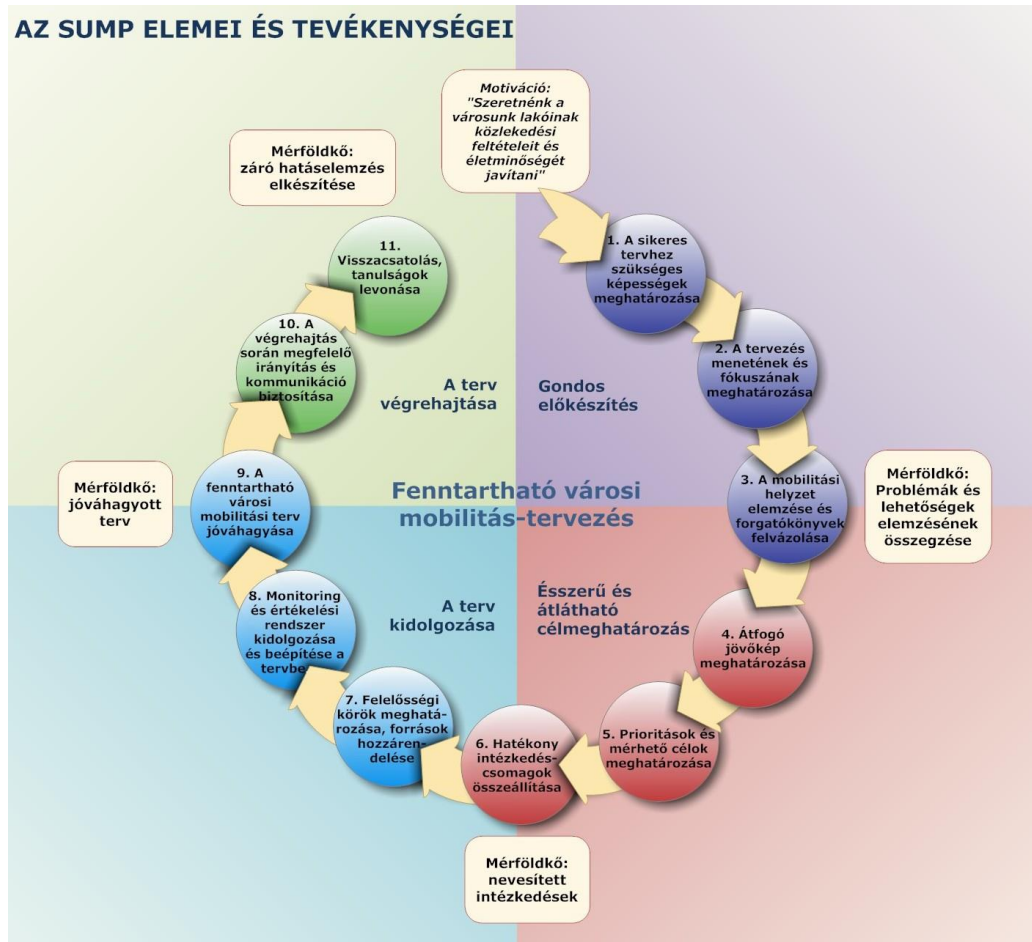 AZ SUMP ELEMEI ÉS TEVÉKENYSÉGEI
Motiváció:
"Szeretnénk a
városunk lakóinak
közlekedési
feltételeit és
életminőségét
javítani"
1. A sikeres
tervhez
szükséges
képességek
meghatározása
2. A tervezés
menetének és
fókuszának
meghatározása
3. A mobilitási
helyzet
elemzése és
forgatókönyvek
felvázolása
Mérföldkő:
Problémák és
lehetőségek
elemzésének
összegzése
4. Átfogó
jövőkép
meghatározása
5. Prioritások és
mérhető célok
meghatározása
6. Hatékony
intézkedés-
csomagok
összeállítása
Mérföldkő:
nevesített
intézkedések
7. Felelősségi
körök meghatá-
rozása, források
hozzáren-
delése
8. Monitoring
és értékelési
rendszer
kidolgozása
és beépítése a
tervbe
9. A
fenntartható
városi
mobilitási terv
jóváhagyása
Mérföldkő:
jóváhagyott
terv
10. A
végrehajtás
során megfelelő
irányítás és
kommunikáció
biztosítása
11.
Visszacsatolás,
tanulságok
levonása
Mérföldkő:
záró hatáselemzés
elkészítése
A terv
végrehajtása
Gondos
előkészítés
Fenntartható városi
mobilitás-tervezés
A terv
kidolgozása
Ésszerű és
átlátható
célmeghatározás